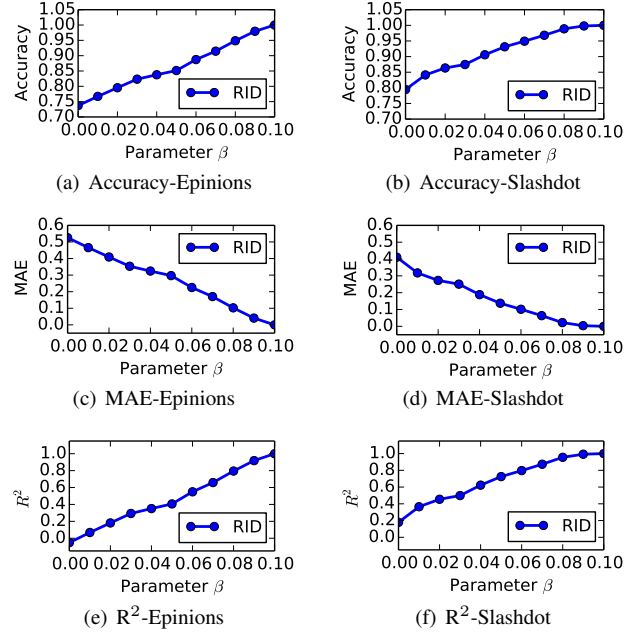 1.05
1.00
0.95
0.90
0.85
0.80
0.75
0.70
Accuracy
RID
0.00 0.02 0.04 0.06 0.08 0.10
Parameter β
(a) Accuracy-Epinions
1.05
1.00
0.95
0.90
0.85
0.80
0.75
0.70
Accuracy
RID
0.00 0.02 0.04 0.06 0.08 0.10
Parameter β
(b) Accuracy-Slashdot
0.6
0.5
0.4
0.3
0.2
0.1
0.0
MAE
RID
0.00 0.02 0.04 0.06 0.08 0.10
Parameter β
(c) MAE-Epinions
0.6
0.5
0.4
0.3
0.2
0.1
0.0
MAE
RID
0.00 0.02 0.04 0.06 0.08 0.10
Parameter β
(d) MAE-Slashdot
1.0
0.8
0.6
0.4
0.2
0.0
R²
RID
0.00 0.02 0.04 0.06 0.08 0.10
Parameter β
(e) R²-Epinions
1.0
0.8
0.6
0.4
0.2
0.0
R²
RID
0.00 0.02 0.04 0.06 0.08 0.10
Parameter β
(f) R²-Slashdot